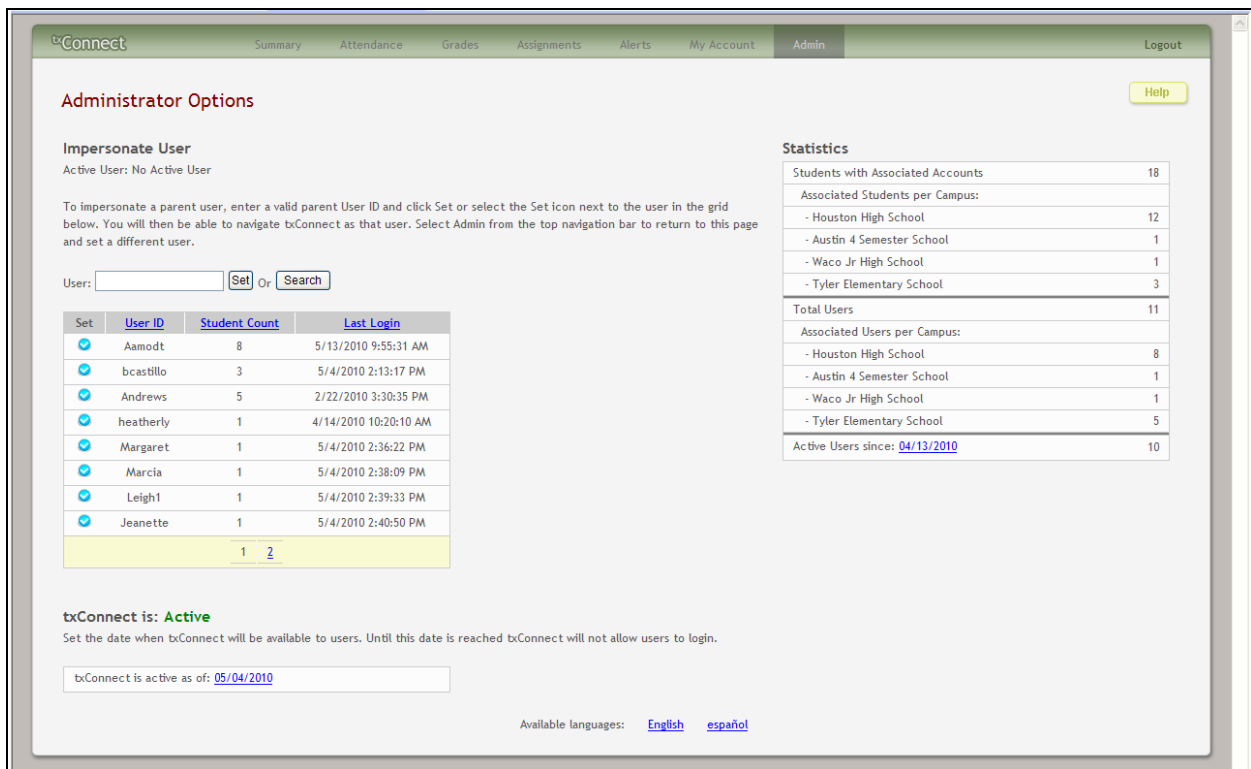 txConnect Summary Attendance Grades Assignments Alerts My Account Admin Logout
Administrator Options
Help
Impersonate User
Active User: No Active User
To impersonate a parent user, enter a valid parent User ID and click Set or select the Set icon next to the user in the grid
below. You will then be able to navigate txConnect as that user. Select Admin from the top navigation bar to return to this page
and set a different user.
User: Set Or Search
Set User ID Student Count Last Login
Aamodt 8 5/13/2010 9:55:31 AM
bcastillo 3 5/4/2010 2:13:17 PM
Andrews 5 2/22/2010 3:30:35 PM
heatherly 1 4/14/2010 10:20:10 AM
Margaret 1 5/4/2010 2:36:22 PM
Marcia 1 5/4/2010 2:38:09 PM
Leigh1 1 5/4/2010 2:39:33 PM
Jeanette 1 5/4/2010 2:40:50 PM
1 2
Statistics
Students with Associated Accounts 18
Associated Students per Campus:
- Houston High School 12
- Austin 4 Semester School 1
- Waco Jr High School 1
- Tyler Elementary School 3
Total Users 11
Associated Users per Campus:
- Houston High School 8
- Austin 4 Semester School 1
- Waco Jr High School 1
- Tyler Elementary School 5
Active Users since: 04/13/2010 10
txConnect is: Active
Set the date when txConnect will be available to users. Until this date is reached txConnect will not allow users to login.
txConnect is active as of: 05/04/2010
Available languages: English español